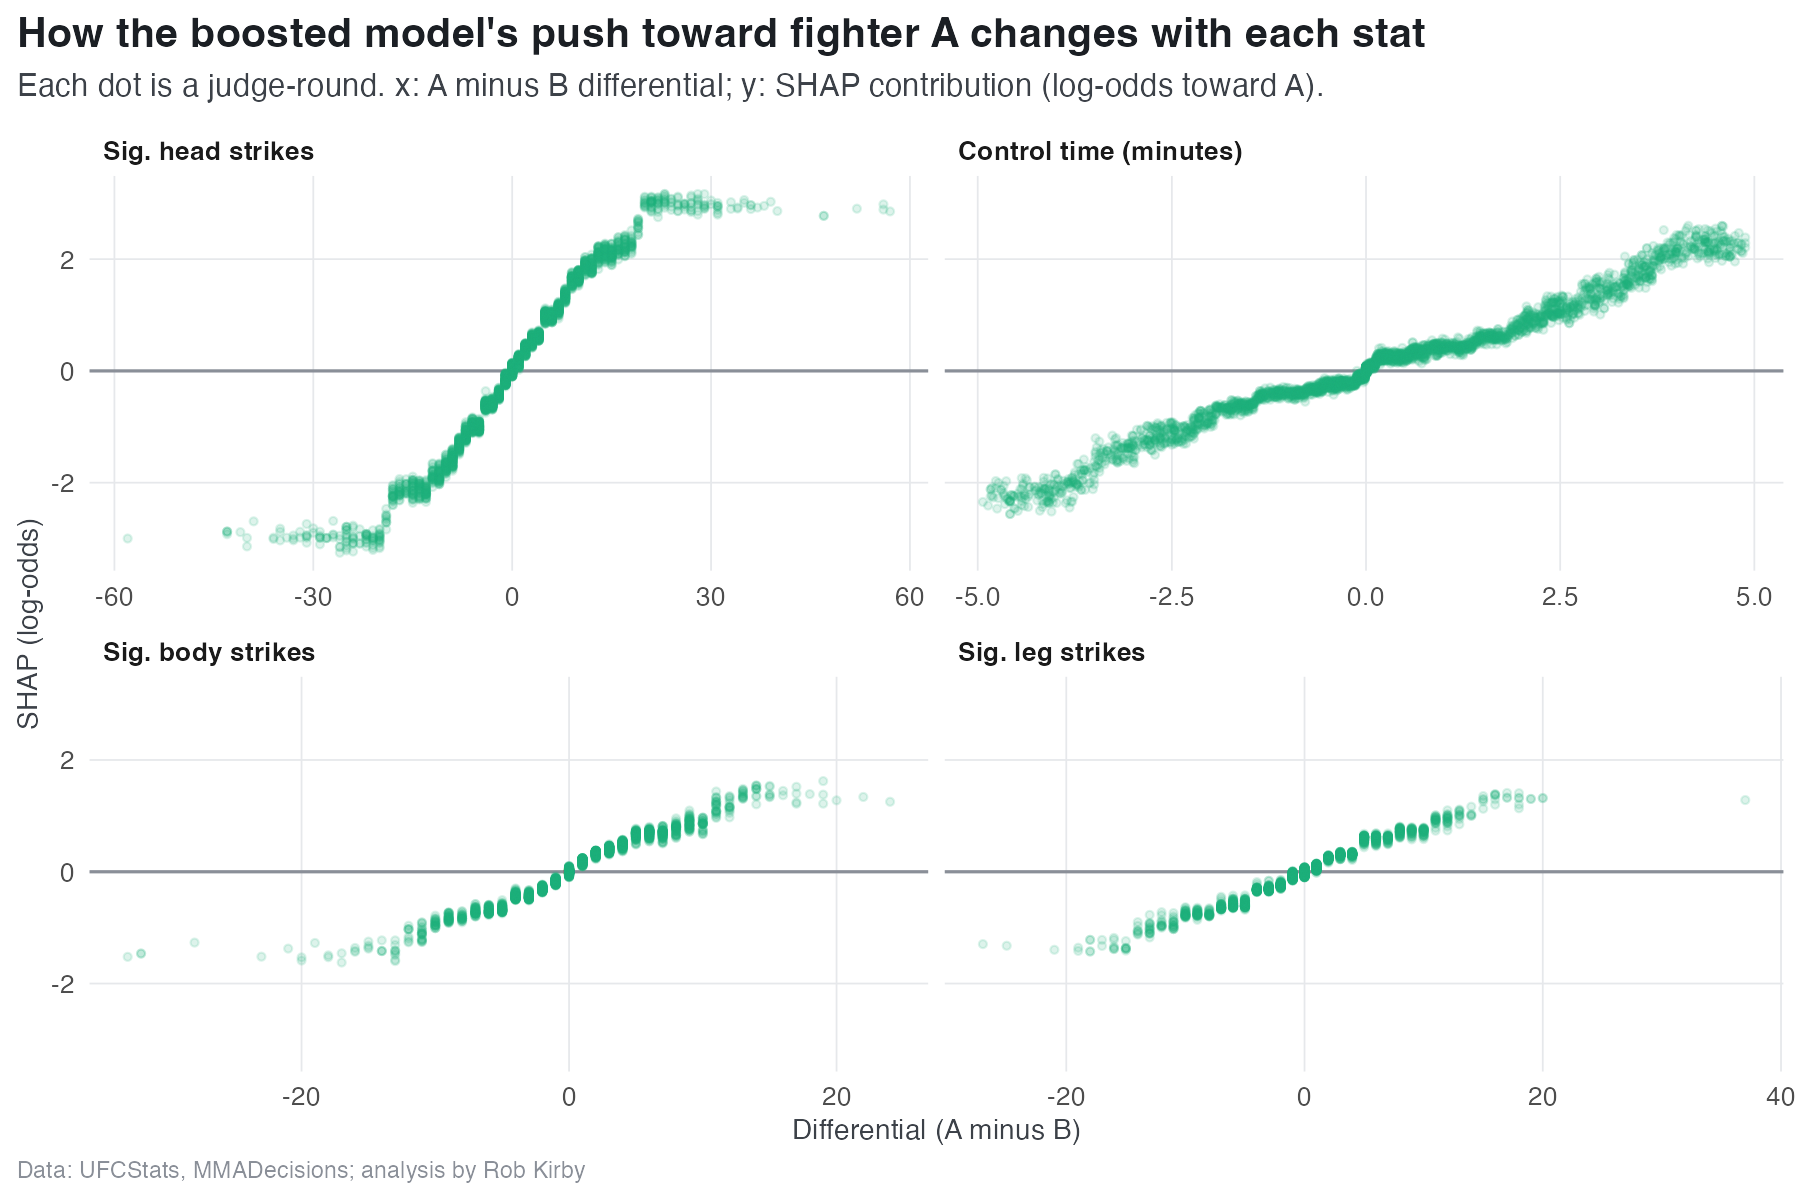 How the boosted model's push toward fighter A changes with each stat
Each dot is a judge-round. x: A minus B differential; y: SHAP contribution (log-odds toward A).
Sig. head strikes
Control time (minutes)
2
0
-2
-60 -30 0 30 60
-5.0 -2.5 0.0 2.5 5.0
SHAP (log-odds)
Sig. body strikes
Sig. leg strikes
2
0
-2
-20 0 20
-20 0 20 40
Differential (A minus B)
Data: UFCStats, MMADecisions; analysis by Rob Kirby